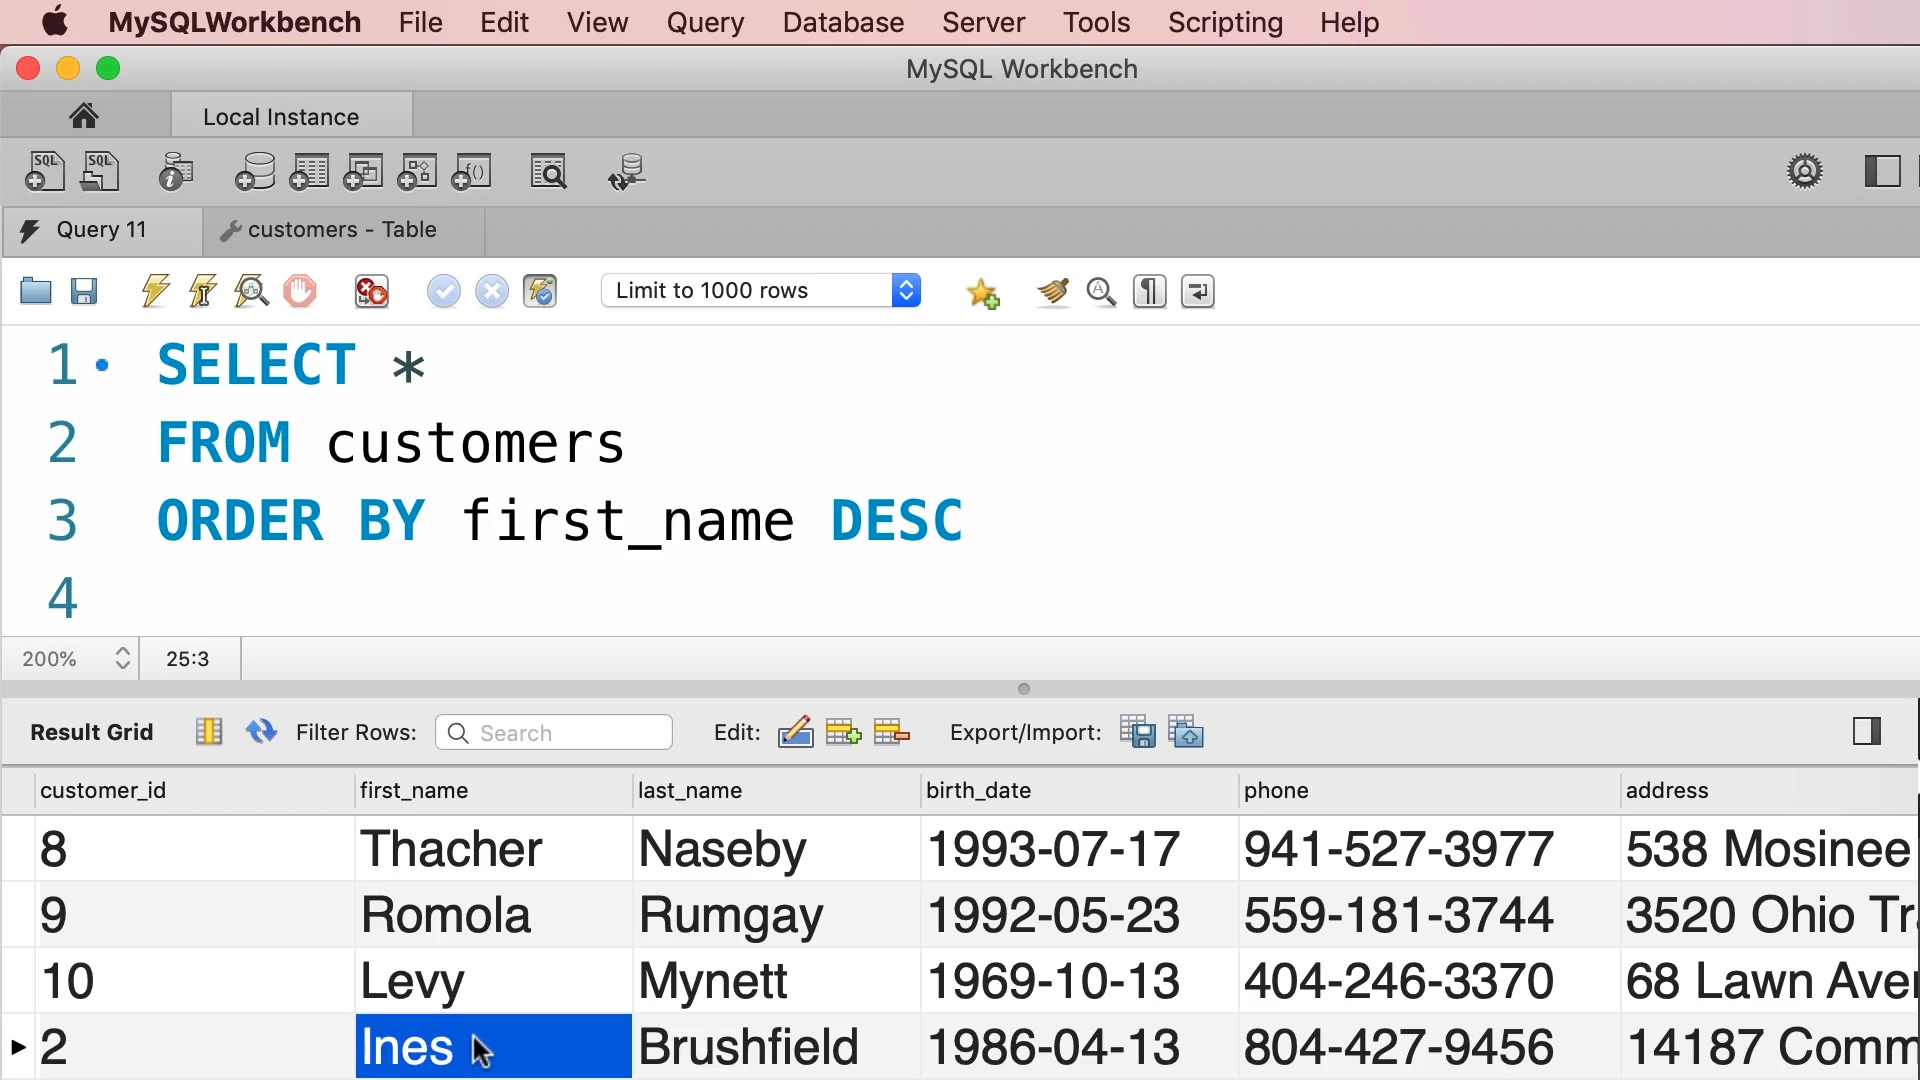 MySQLWorkbench File Edit View Query Database Server Tools Scripting Help
MySQL Workbench
Local Instance
SQL SQL
Query 11 customers - Table
Limit to 1000 rows
1 SELECT *
2 FROM customers
3 ORDER BY first_name DESC
4
200% 25:3
Result Grid Filter Rows: Search Edit: Export/Import:
customer_id first_name last_name birth_date phone address
8 Thacher Naseby 1993-07-17 941-527-3977 538 Mosinee
9 Romola Rumgay 1992-05-23 559-181-3744 3520 Ohio Tr
10 Levy Mynett 1969-10-13 404-246-3370 68 Lawn Ave
2 Ines Brushfield 1986-04-13 804-427-9456 14187 Comm